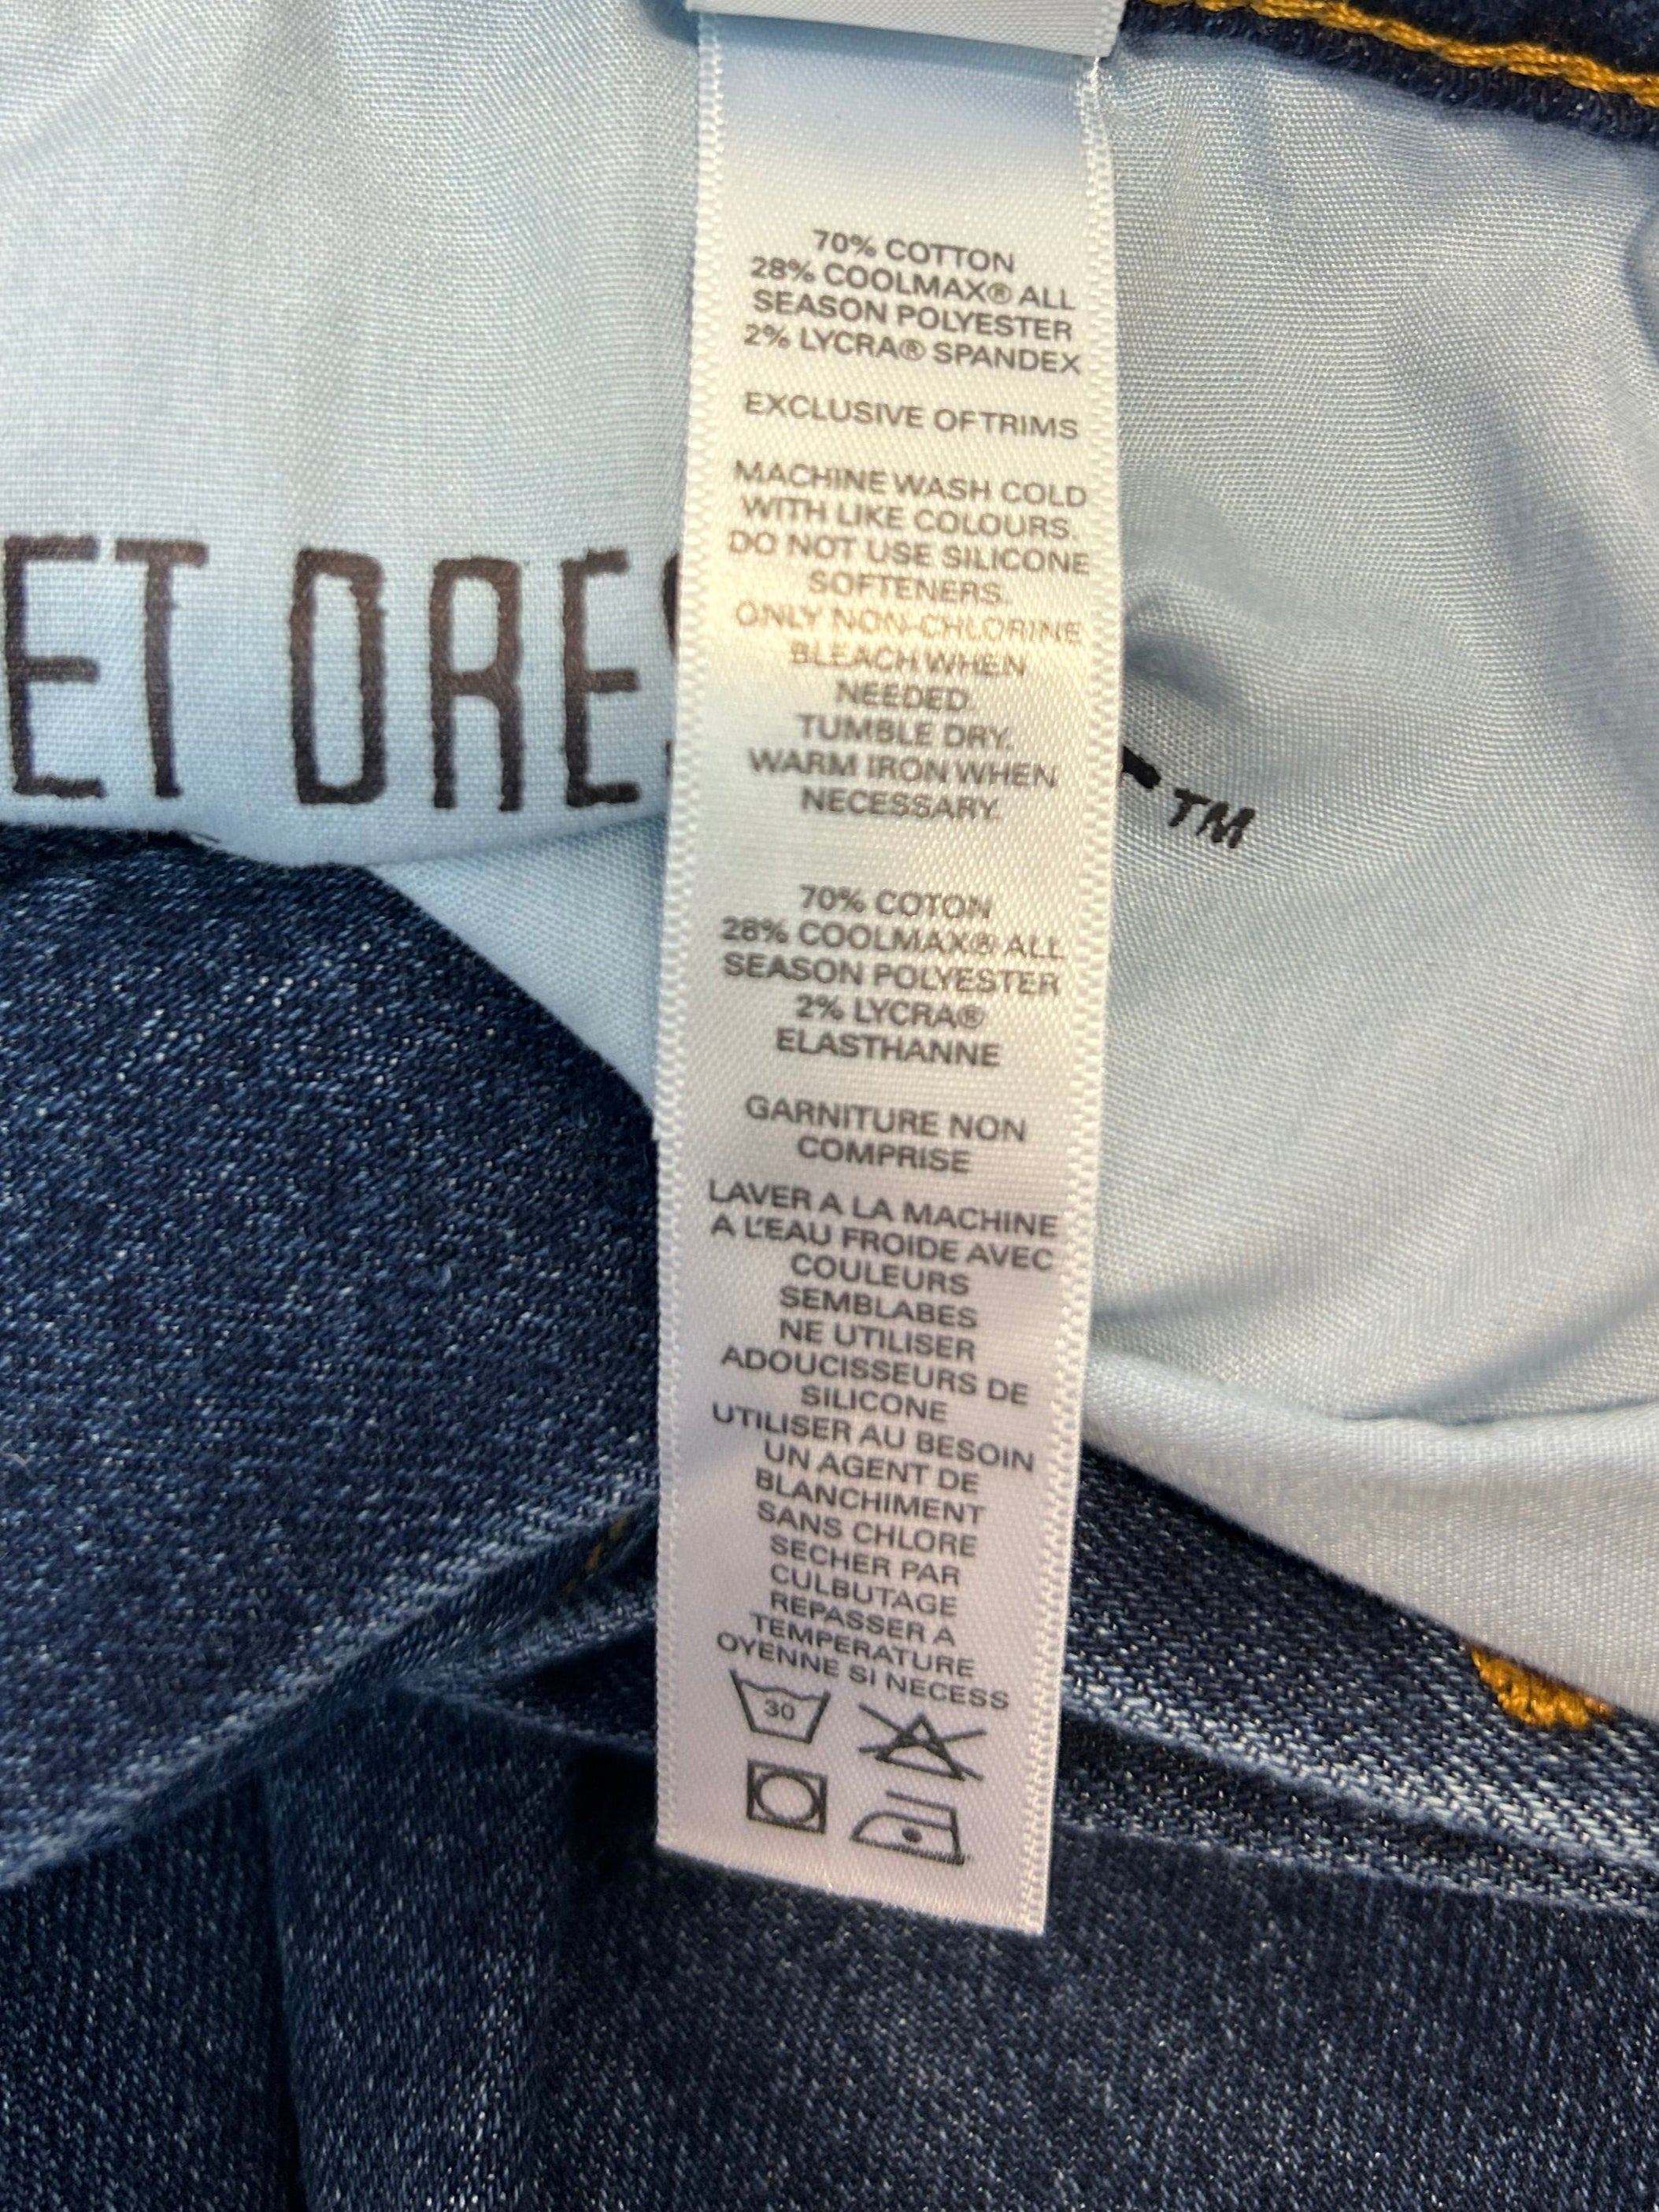 70% COTTON
28% COOLMAX® ALL
SEASON POLYESTER
2% LYCRA® SPANDEX
EXCLUSIVE OF TRIMS
MACHINE WASH COLD
WITH LIKE COLOURS.
DO NOT USE SILICONE
SOFTENERS.
ONLY NON-CHLORINE
BLEACH WHEN
NEEDED.
TUMBLE DRY.
WARM IRON WHEN
NECESSARY.
ET DRES
TM
70% COTON
28% COOLMAX® ALL
SEASON POLYESTER
2% LYCRA®
ELASTHANNE
GARNITURE NON
COMPRISE
LAVER A LA MACHINE
A L'EAU FROIDE AVEC
COULEURS
SEMBLABES
NE UTILISER
ADOUCISSEURS DE
SILICONE
UTILISER AU BESOIN
UN AGENT DE
BLANCHIMENT
SANS CHLORE
SECHER PAR
CULBUTAGE
REPASSER A
TEMPERATURE
OYENNE SI NECESS
30